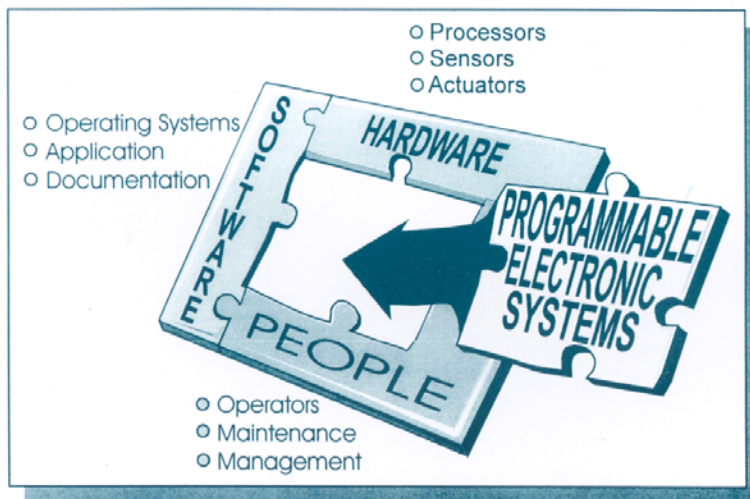 Processors
Sensors
Actuators
Operating Systems
Application
Documentation
SOFTWARE
HARDWARE
PROGRAMMABLE
ELECTRONIC
SYSTEMS
PEOPLE
Operators
Maintenance
Management